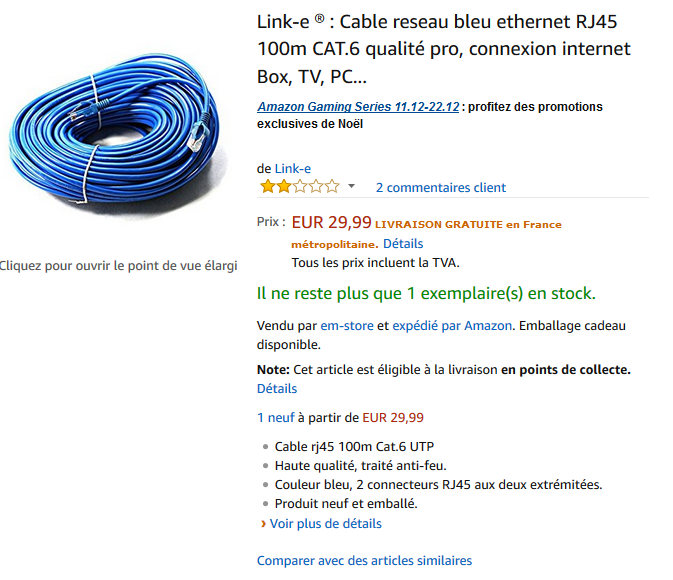 Link-e ® : Cable reseau bleu ethernet RJ45
100m CAT.6 qualité pro, connexion internet
Box, TV, PC...
Amazon Gaming Series 11.12-22.12 : profitez des promotions
exclusives de Noël
de Link-e
2 commentaires client
Prix : EUR 29,99 LIVRAISON GRATUITE en France
métropolitaine. Détails
Tous les prix incluent la TVA.
Cliquez pour ouvrir le point de vue élargi
Il ne reste plus que 1 exemplaire(s) en stock.
Vendu par em-store et expédié par Amazon. Emballage cadeau
disponible.
Note: Cet article est éligible à la livraison en points de collecte.
Détails
1 neuf à partir de EUR 29,99
Cable rj45 100m Cat.6 UTP
Haute qualité, traité anti-feu.
Couleur bleu, 2 connecteurs RJ45 aux deux extrémitées.
Produit neuf et emballé.
› Voir plus de détails
Comparer avec des articles similaires